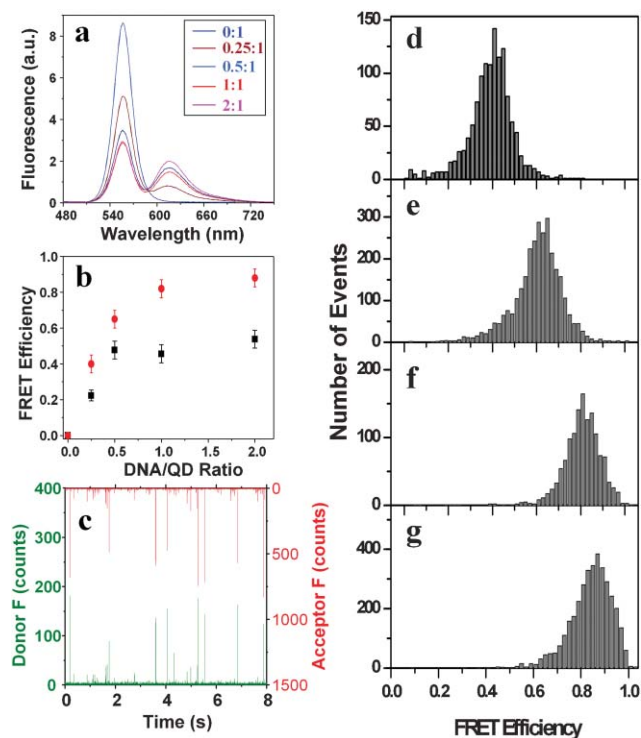 a
Fluorescence (a.u.)
8
6
4
2
0
0:1
0.25:1
0.5:1
1:1
2:1
480 540 600 660 720
Wavelength (nm)
b
FRET Efficiency
1.0
0.8
0.6
0.4
0.2
0.0
0.0 0.5 1.0 1.5 2.0
DNA/QD Ratio
c
Donor F (counts)
400
300
200
100
0
0
500
1000
1500
Acceptor F (counts)
0 2 4 6 8
Time (s)
Number of Events
d
150
100
50
0
e
300
200
100
0
f
200
100
0
g
400
200
0
0.0 0.2 0.4 0.6 0.8 1.0
FRET Efficiency